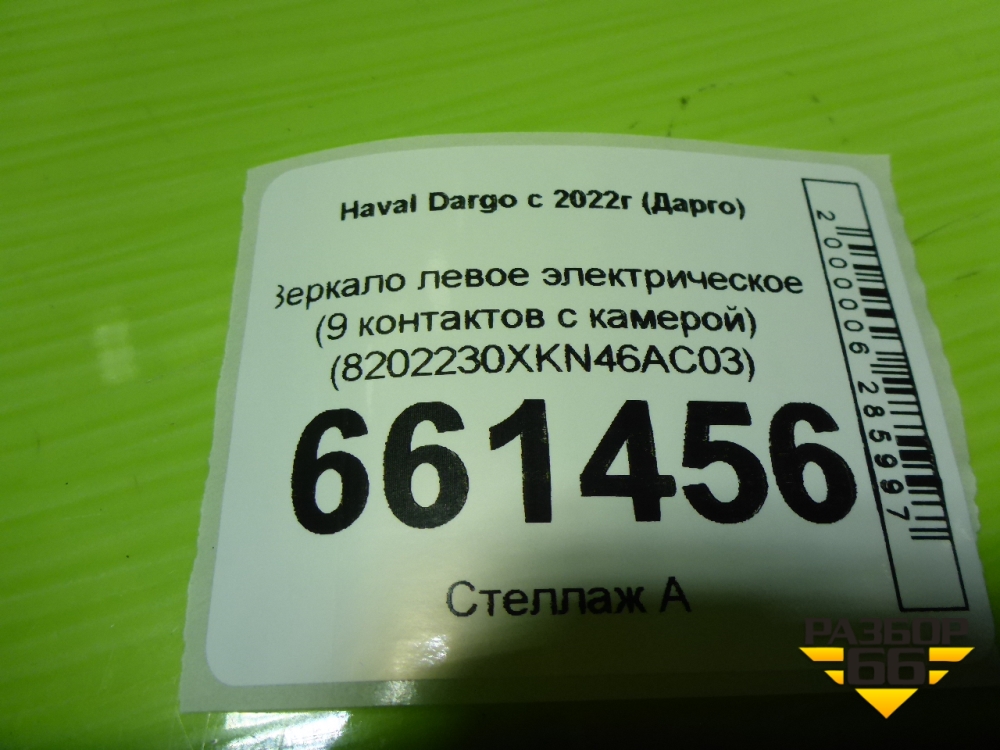 Haval Dargo с 2022г (Дарго)
Зеркало левое электрическое
(9 контактов с камерой)
(8202230XKN46AC03)
661456
Стеллаж А
2000006285997
РАЗБОР
66